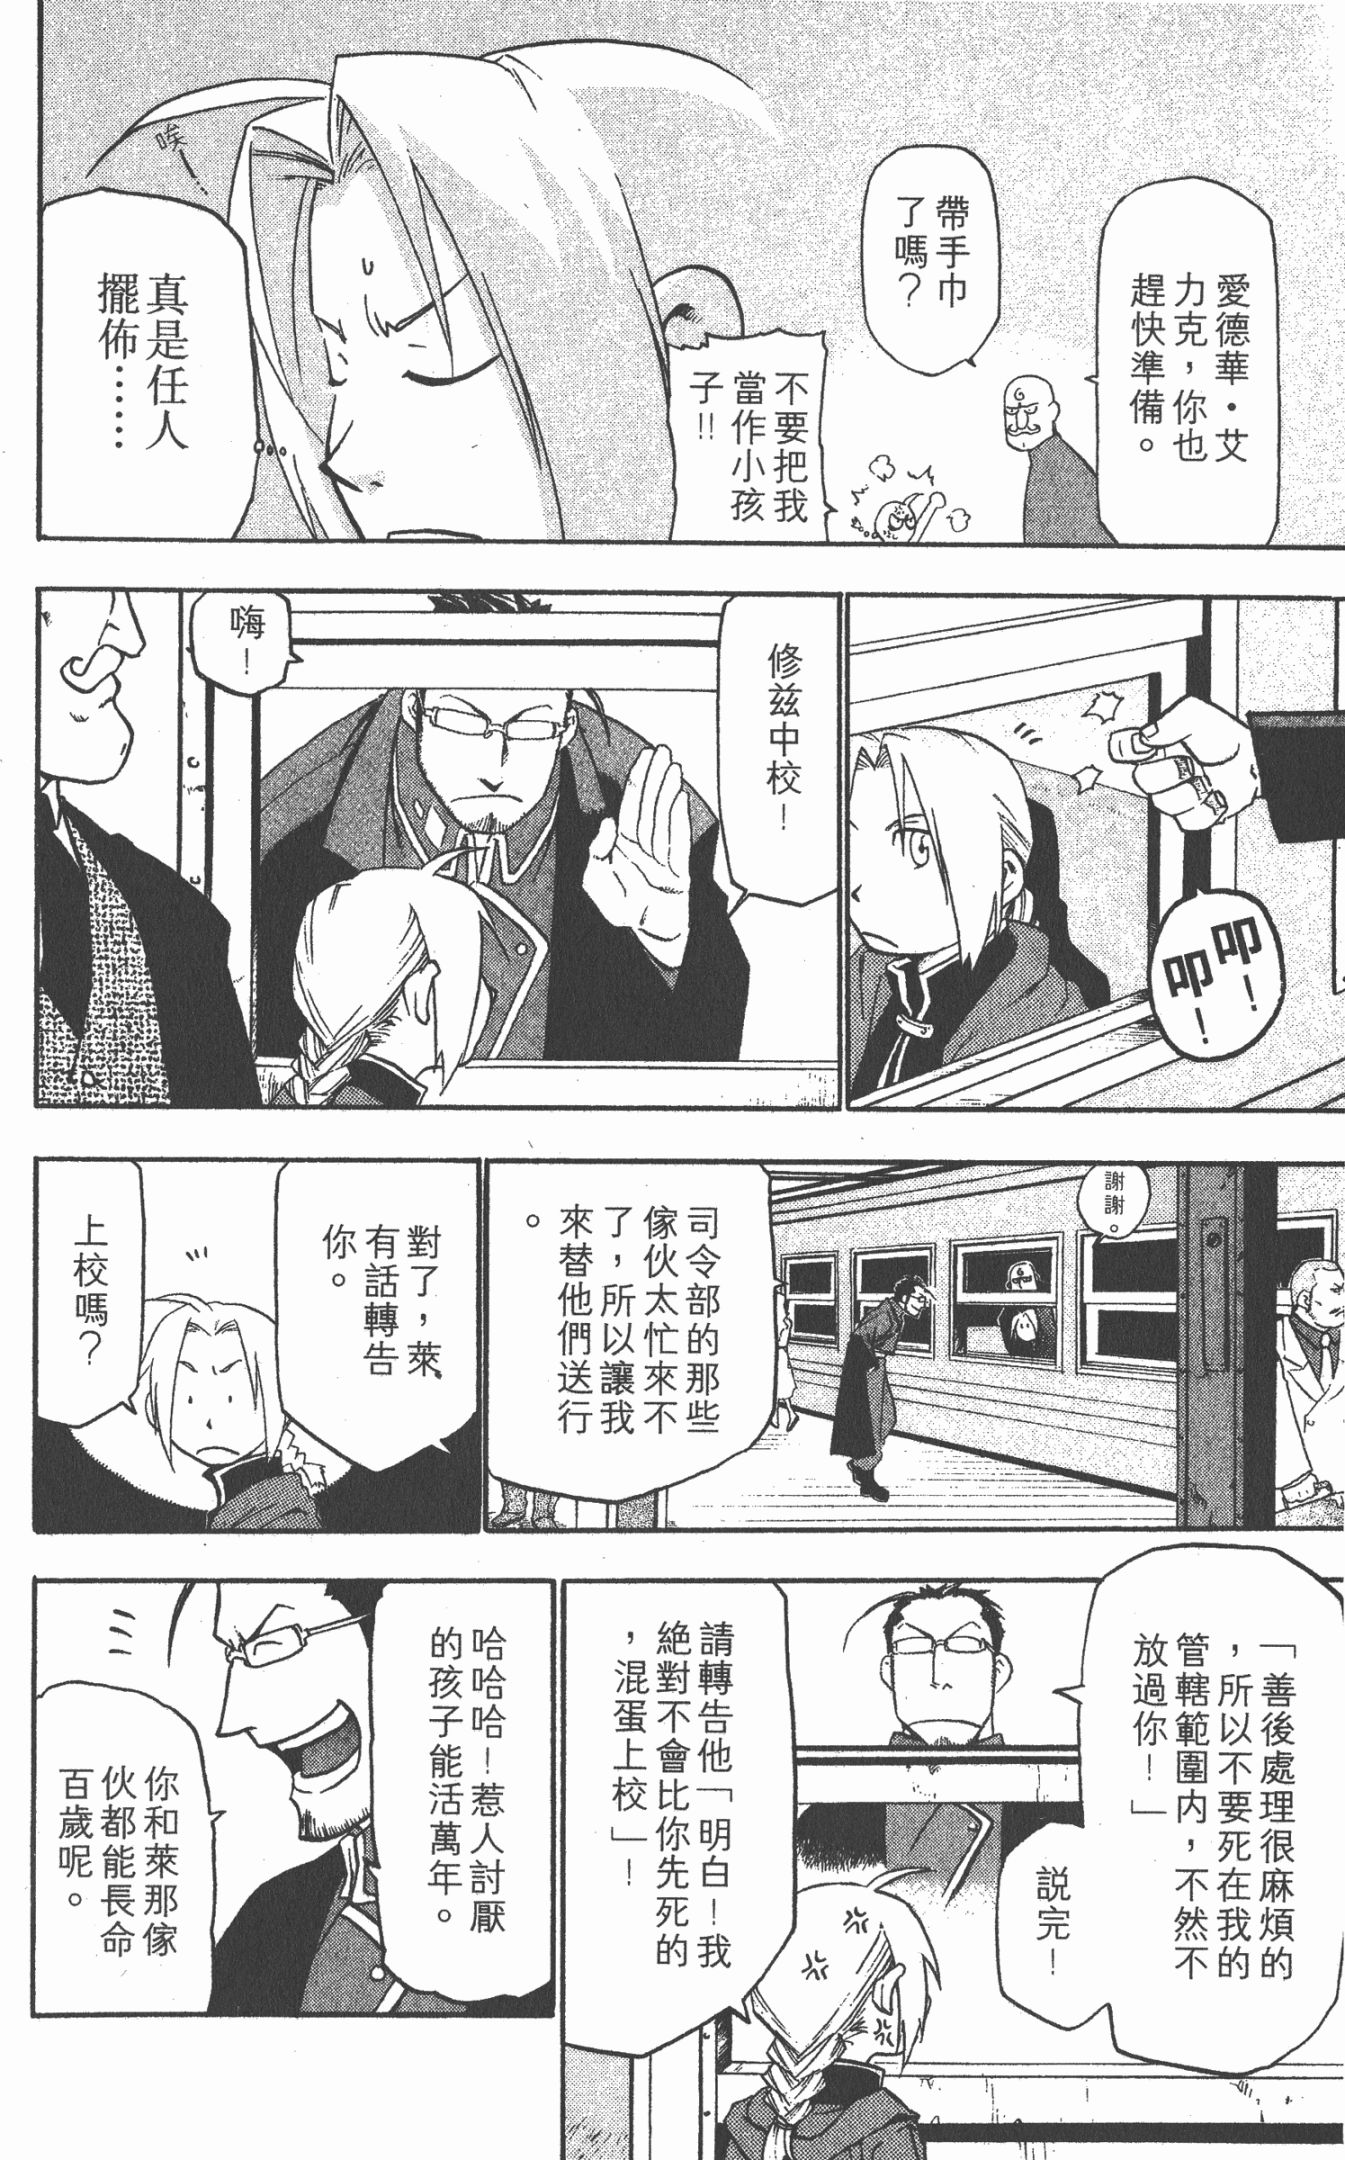 愛德華・艾
力克，你也
趕快準備。
帶手巾
了嗎？
不要把我
當作小孩
子!!
唉—…
真是任人
擺佈……
叩！
叩！
修茲中校！
嗨！
謝
謝。
司令部的那些
傢伙太忙來不
了，所以讓我
來替他們送行
。
對了，萊
有話轉告
你。
上校嗎？
「善後處理很麻煩的
，所以不要死在我的
管轄範圍内，不然不
放過你！」
説完！
請轉告他「明白！我
絕對不會比你先死的
，混蛋上校」！
哈哈哈！惹人討厭
的孩子能活萬年。
你和萊那傢
伙都能長命
百歲呢。